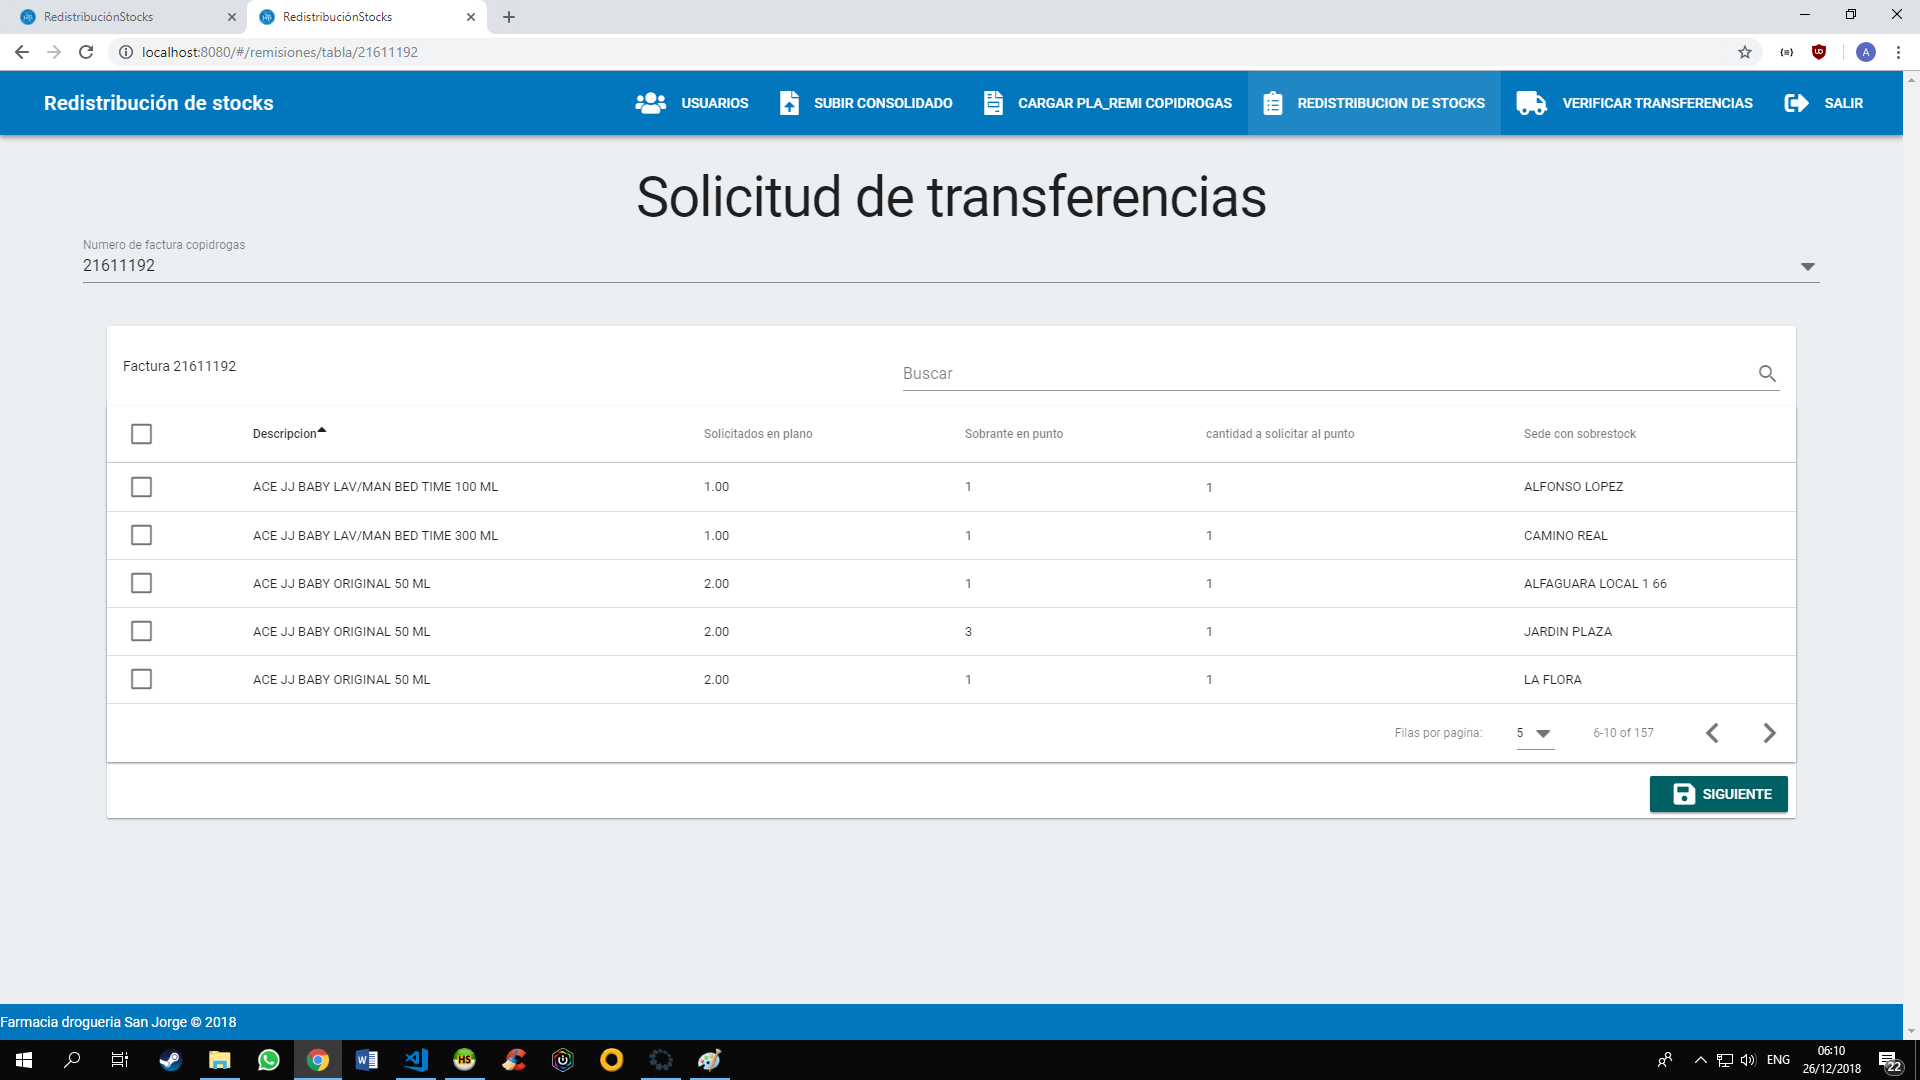 RedistribuciónStocks
RedistribuciónStocks
localhost:8080/#/remisiones/tabla/21611192
A
Redistribución de stocks
USUARIOS
SUBIR CONSOLIDADO
CARGAR PLA_REMI COPIDROGAS
REDISTRIBUCION DE STOCKS
VERIFICAR TRANSFERENCIAS
SALIR
Solicitud de transferencias
Numero de factura copidrogas
21611192
Factura 21611192
Buscar
Descripcion Solicitados en plano Sobrante en punto cantidad a solicitar al punto Sede con sobrestock
ACE JJ BABY LAV/MAN BED TIME 100 ML 1.00 1 1 ALFONSO LOPEZ
ACE JJ BABY LAV/MAN BED TIME 300 ML 1.00 1 1 CAMINO REAL
ACE JJ BABY ORIGINAL 50 ML 2.00 1 1 ALFAGUARA LOCAL 1 66
ACE JJ BABY ORIGINAL 50 ML 2.00 3 1 JARDIN PLAZA
ACE JJ BABY ORIGINAL 50 ML 2.00 1 1 LA FLORA
Filas por pagina: 5 6-10 of 157
SIGUIENTE
Farmacia drogueria San Jorge © 2018
HS
ENG
06:10
26/12/2018
22